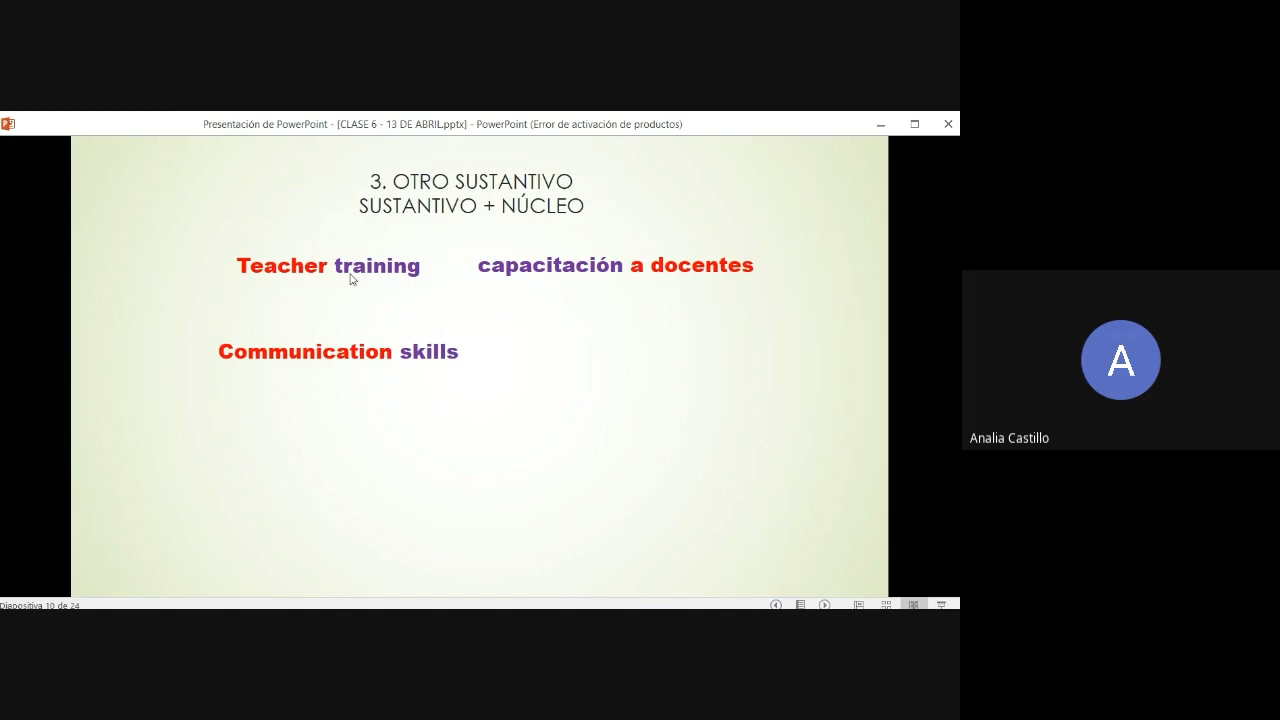 Presentación de PowerPoint - [CLASE 6 - 13 DE ABRIL.pptx] - PowerPoint (Error de activación de productos)
3. OTRO SUSTANTIVO
SUSTANTIVO + NÚCLEO
Teacher training capacitación a docentes
Communication skills
A
Analia Castillo
Diapositiva 10 de 24